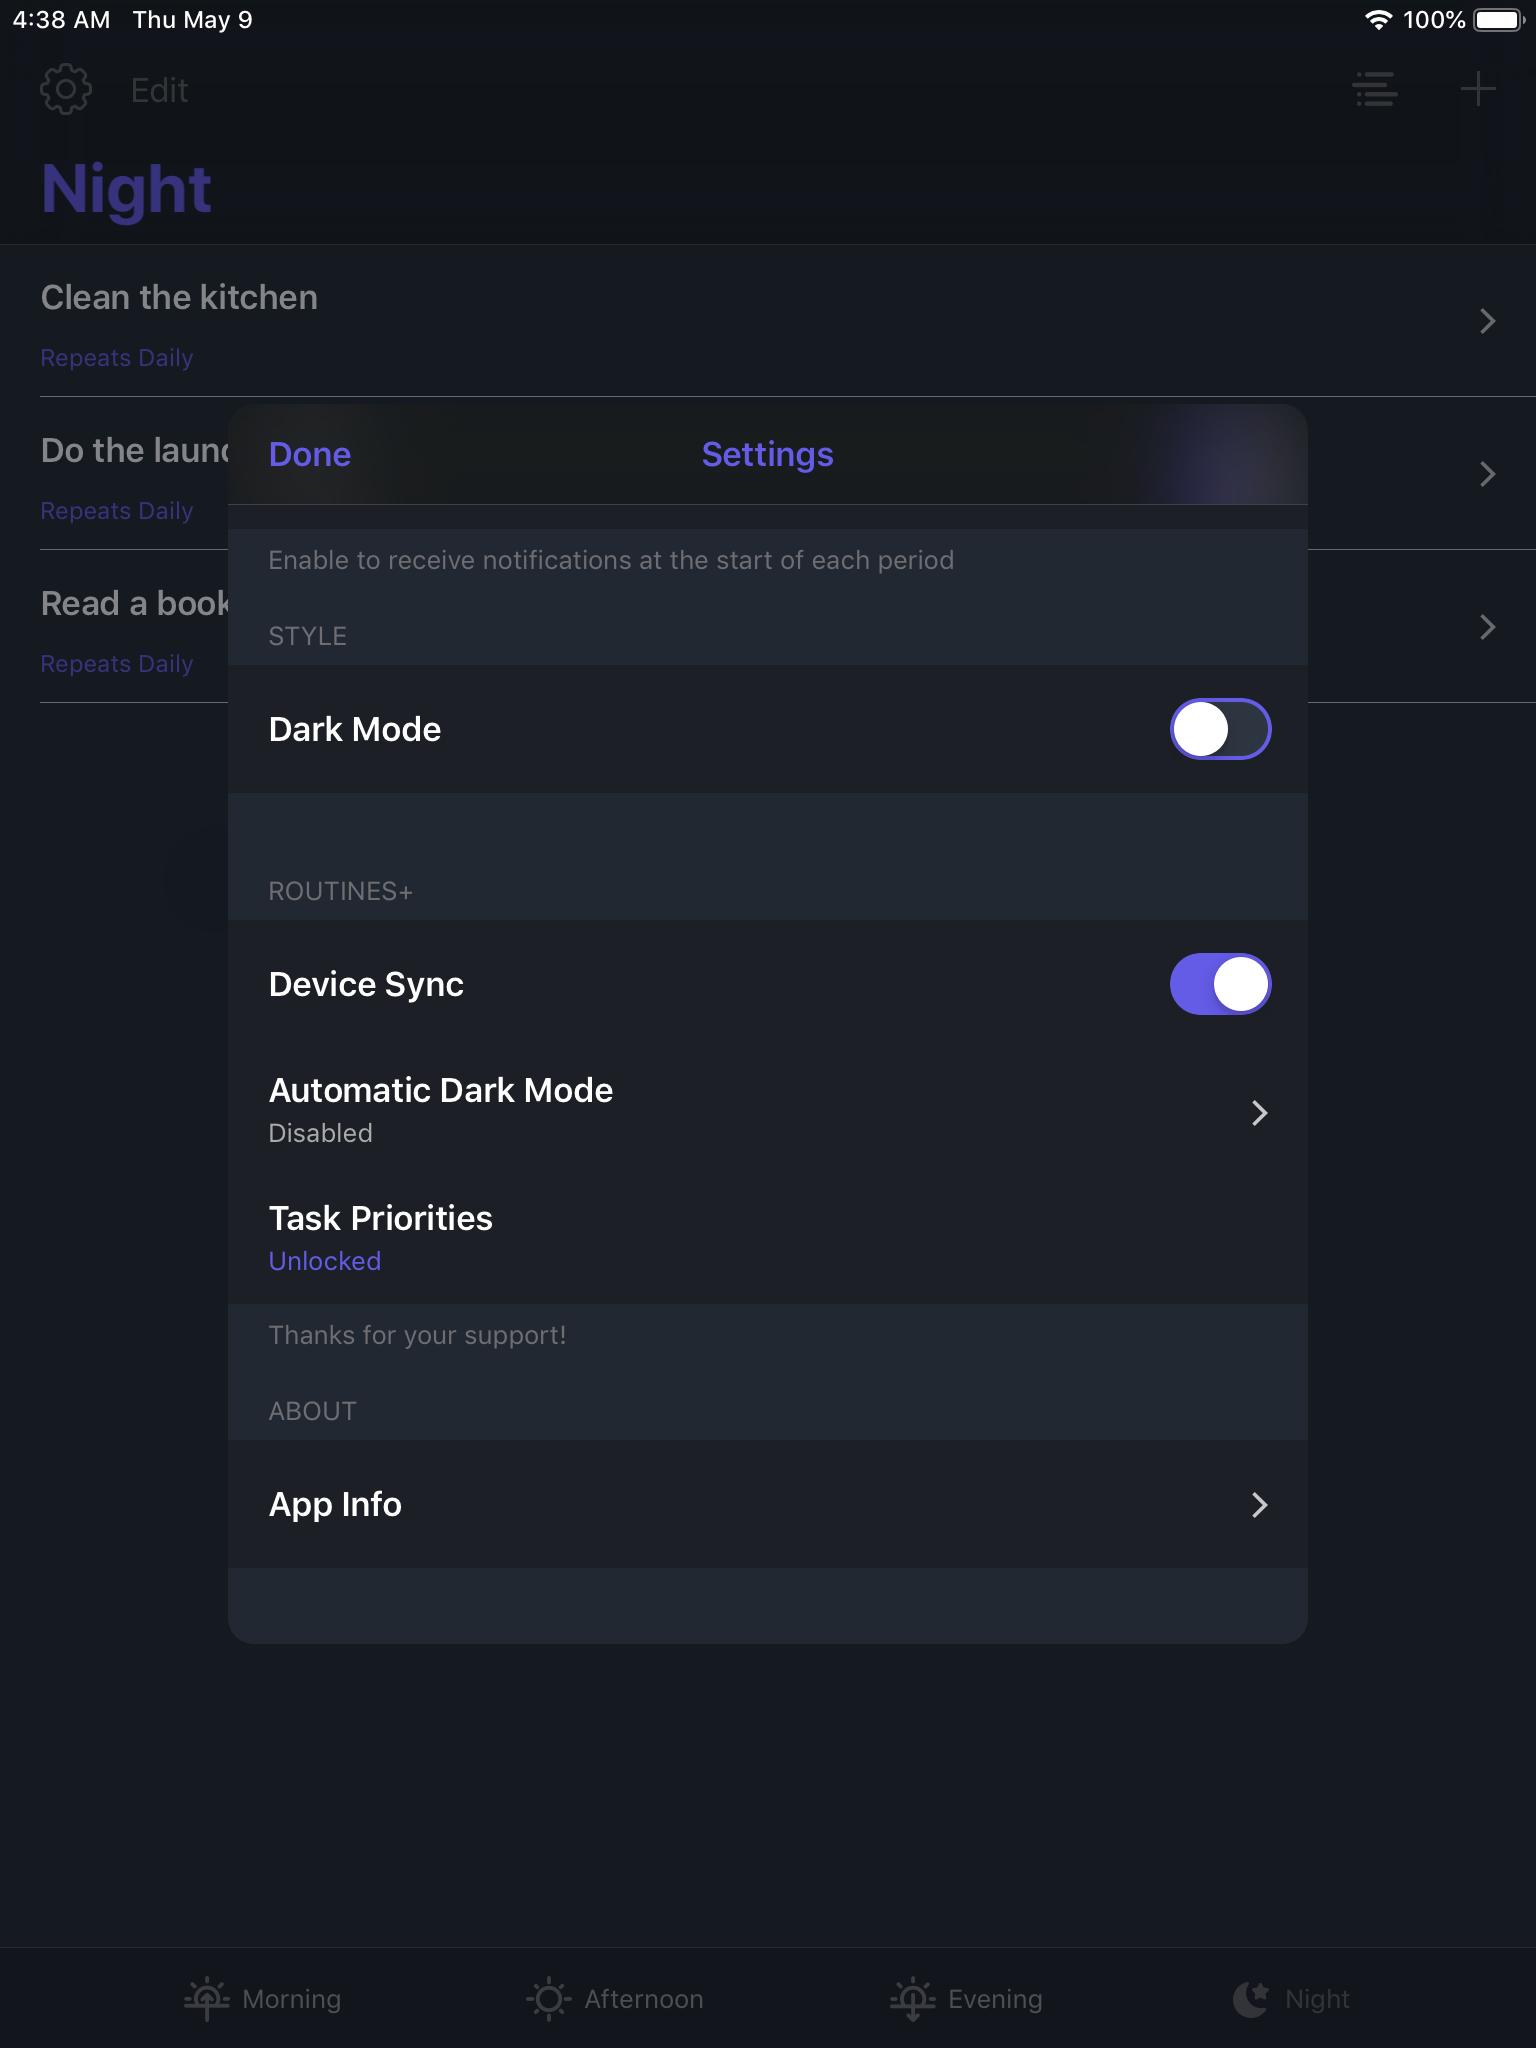 4:38 AM Thu May 9 100%
Edit
Night
Clean the kitchen
Repeats Daily
Do the laun
Repeats Daily
Read a book
Repeats Daily
Done Settings
Enable to receive notifications at the start of each period
STYLE
Dark Mode
ROUTINES+
Device Sync
Automatic Dark Mode
Disabled
Task Priorities
Unlocked
Thanks for your support!
ABOUT
App Info
Morning Afternoon Evening Night